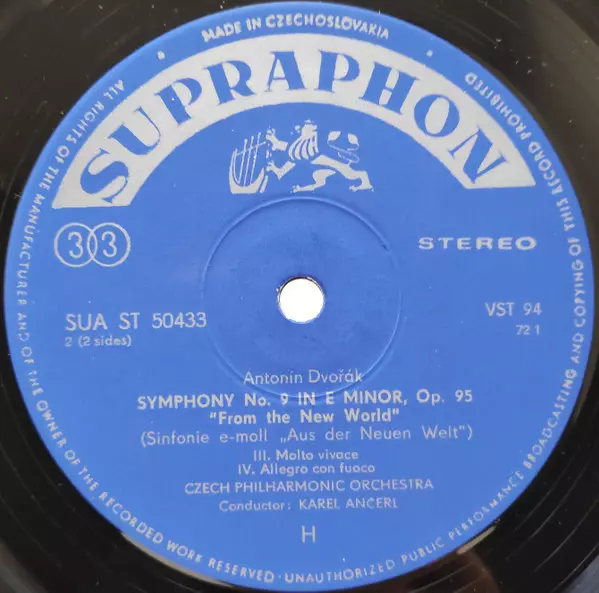 MADE IN CZECHOSLOVAKIA
ALL RIGHTS OF THE MANUFACTURER AND OF THE OWNER OF THE RECORDED WORK RESERVED · UNAUTHORIZED PUBLIC PERFORMANCE BROADCASTING AND COPYING OF THIS RECORD PROHIBITED
SUPRAPHON
33
STEREO
SUA ST 50433
VST 94
2 (2 sides)
72 1
Antonín Dvořák
SYMPHONY No. 9 IN E MINOR, Op. 95
"From the New World"
(Sinfonie e-moll „Aus der Neuen Welt")
III. Molto vivace
IV. Allegro con fuoco
CZECH PHILHARMONIC ORCHESTRA
Conductor: KAREL ANČERL
H